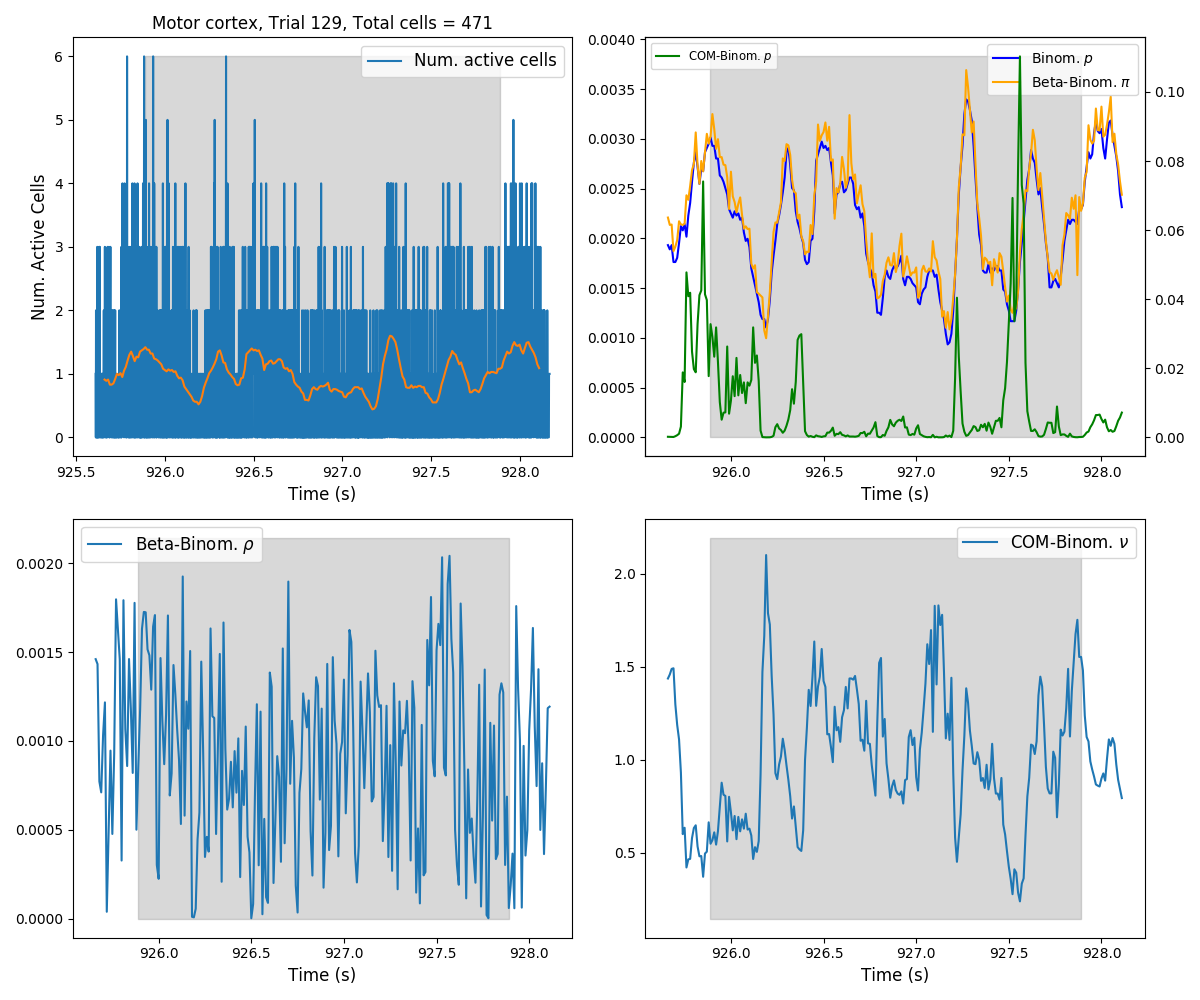 Motor cortex, Trial 129, Total cells = 471
Num. active cells
Num. Active Cells
6
5
4
3
2
1
0
925.5 926.0 926.5 927.0 927.5 928.0
Time (s)
COM-Binom. p
Binom. p
Beta-Binom. π
0.0040
0.0035
0.0030
0.0025
0.0020
0.0015
0.0010
0.0005
0.0000
0.10
0.08
0.06
0.04
0.02
0.00
926.0 926.5 927.0 927.5 928.0
Time (s)
Beta-Binom. ρ
0.0020
0.0015
0.0010
0.0005
0.0000
926.0 926.5 927.0 927.5 928.0
Time (s)
COM-Binom. ν
2.0
1.5
1.0
0.5
926.0 926.5 927.0 927.5 928.0
Time (s)